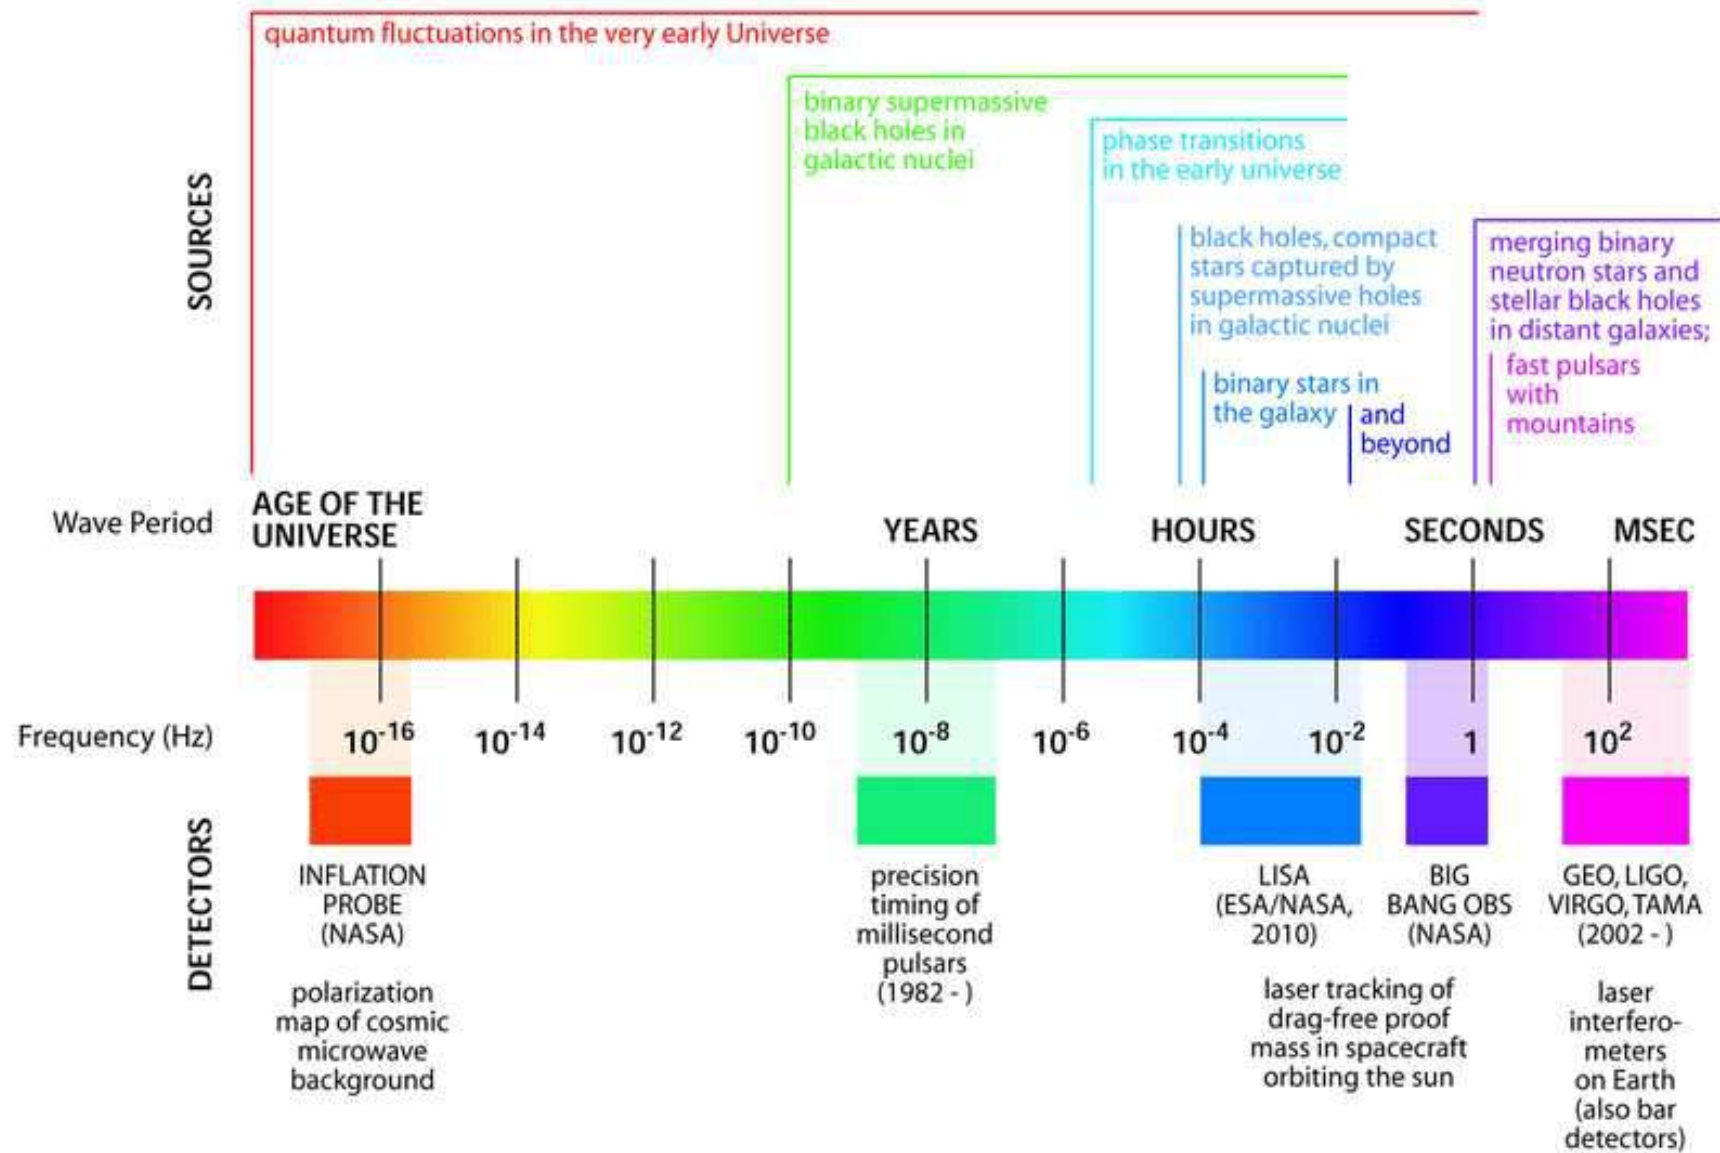 quantum fluctuations in the very early Universe
binary supermassive
black holes in
galactic nuclei
phase transitions
in the early universe
SOURCES
black holes, compact
stars captured by
supermassive holes
in galactic nuclei
merging binary
neutron stars and
stellar black holes
in distant galaxies;
binary stars in
the galaxy
and
beyond
fast pulsars
with
mountains
Wave Period
AGE OF THE
UNIVERSE
YEARS
HOURS
SECONDS
MSEC
Frequency (Hz)
10⁻¹⁶
10⁻¹⁴
10⁻¹²
10⁻¹⁰
10⁻⁸
10⁻⁶
10⁻⁴
10⁻²
1
10²
DETECTORS
INFLATION
PROBE
(NASA)
polarization
map of cosmic
microwave
background
precision
timing of
millisecond
pulsars
(1982 - )
LISA
(ESA/NASA,
2010)
BIG
BANG OBS
(NASA)
laser tracking of
drag-free proof
mass in spacecraft
orbiting the sun
GEO, LIGO,
VIRGO, TAMA
(2002 - )
laser
interfero-
meters
on Earth
(also bar
detectors)